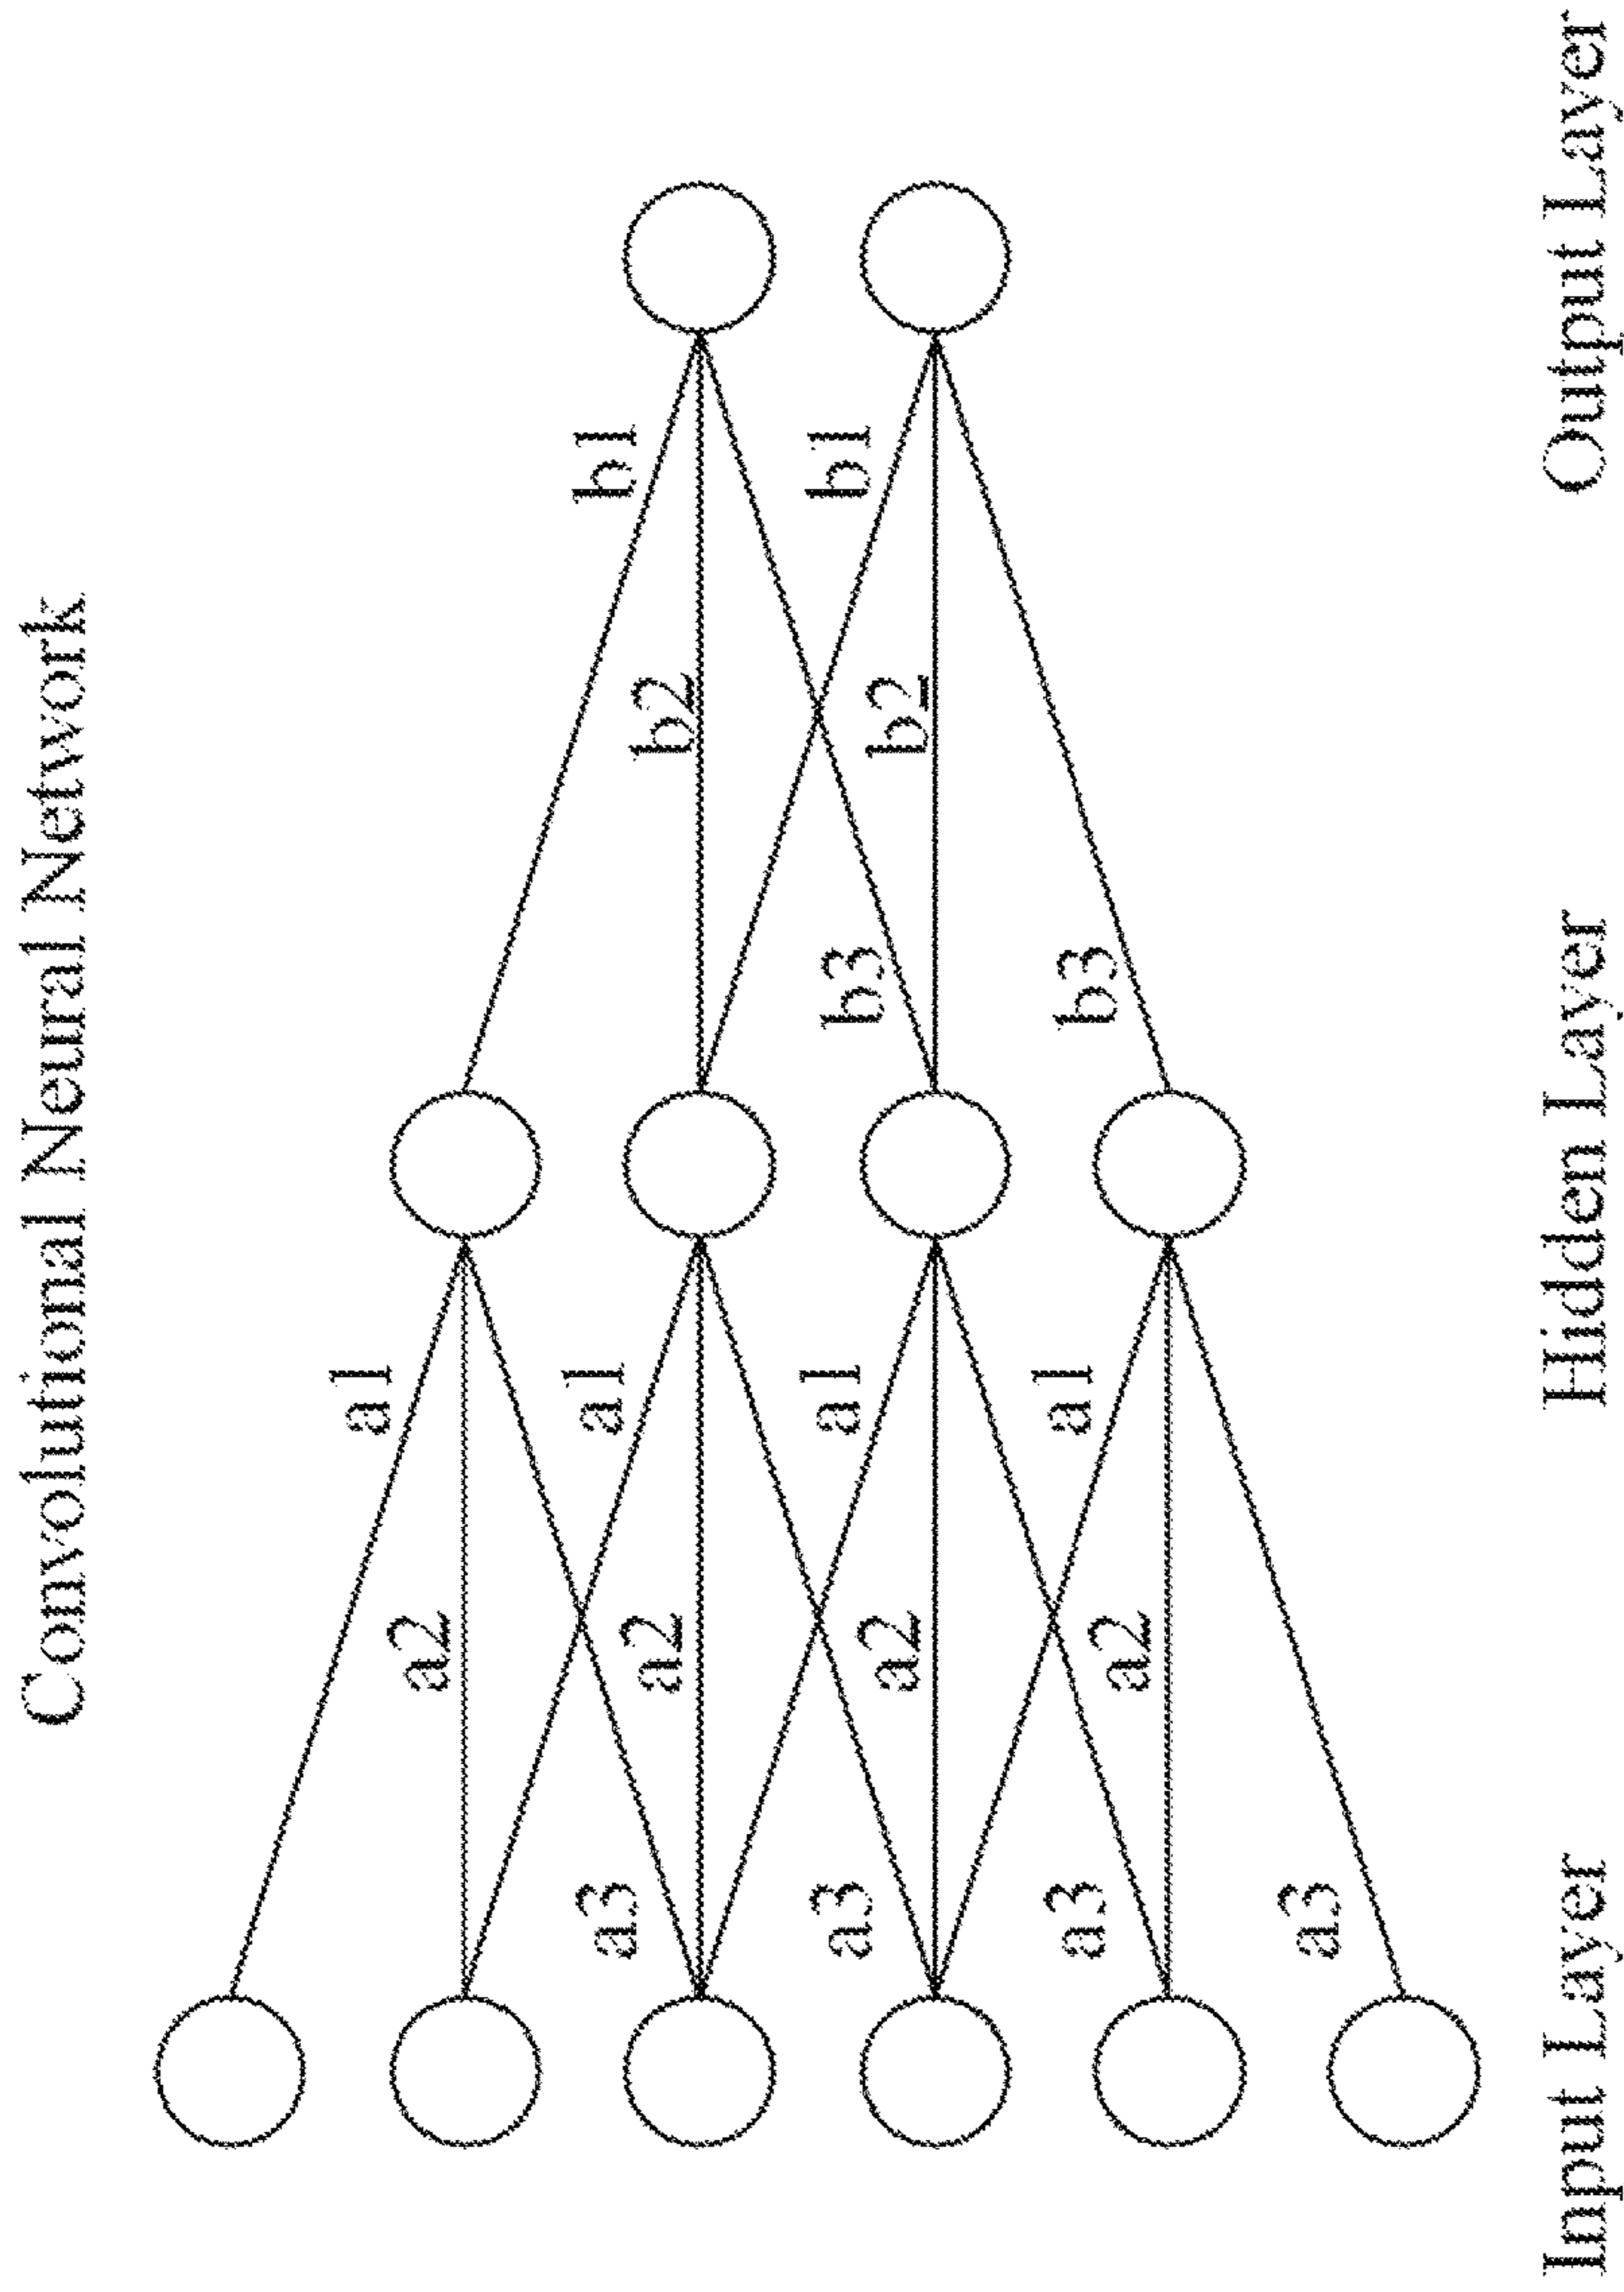 Convolutional Neural Network
a1
a2
a3
a1
a2
a3
a1
a2
a3
a1
a2
a3
b1
b2
b3
b1
b2
b3
Input Layer
Hidden Layer
Output Layer